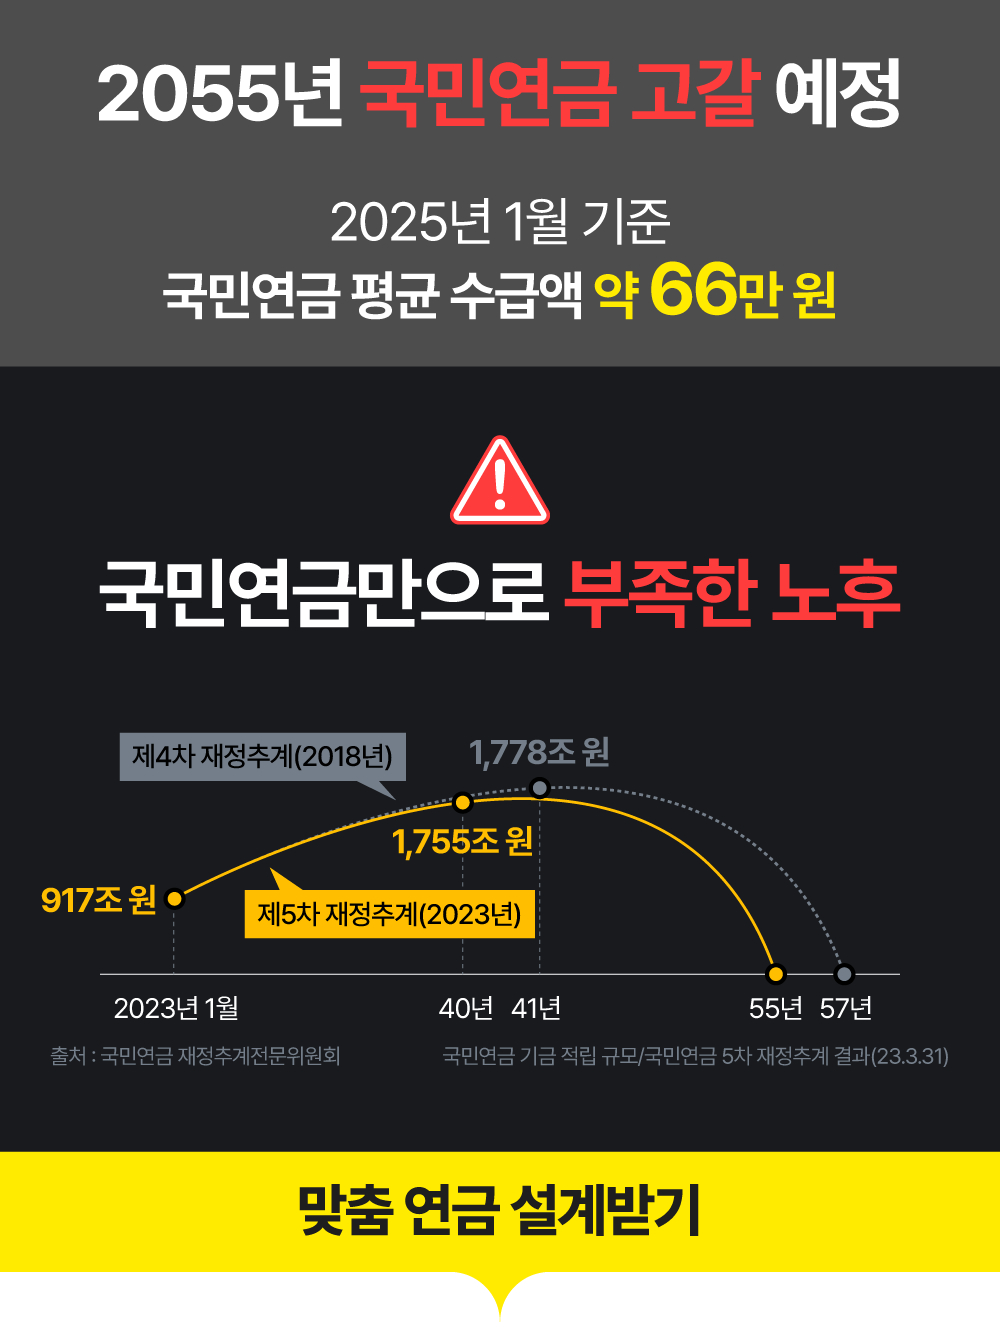 2055년 국민연금 고갈 예정
2025년 1월 기준
국민연금 평균 수급액 약 66만 원
국민연금만으로 부족한 노후
제4차 재정추계(2018년)
1,778조 원
1,755조 원
917조 원
제5차 재정추계(2023년)
2023년 1월
40년
41년
55년
57년
출처 : 국민연금 재정추계전문위원회
국민연금 기금 적립 규모/국민연금 5차 재정추계 결과(23.3.31)
맞춤 연금 설계받기